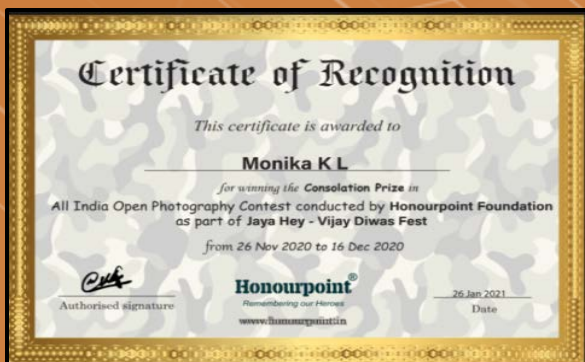 Certificate of Recognition
This certificate is awarded to
Monika K L
for winning the Consolation Prize in
All India Open Photography Contest conducted by Honourpoint Foundation
as part of Jaya Hey - Vijay Diwas Fest
from 26 Nov 2020 to 16 Dec 2020
Honourpoint®
Remembering our Heroes
26 Jan 2021
Authorised signature
Date
www.honourpoint.in